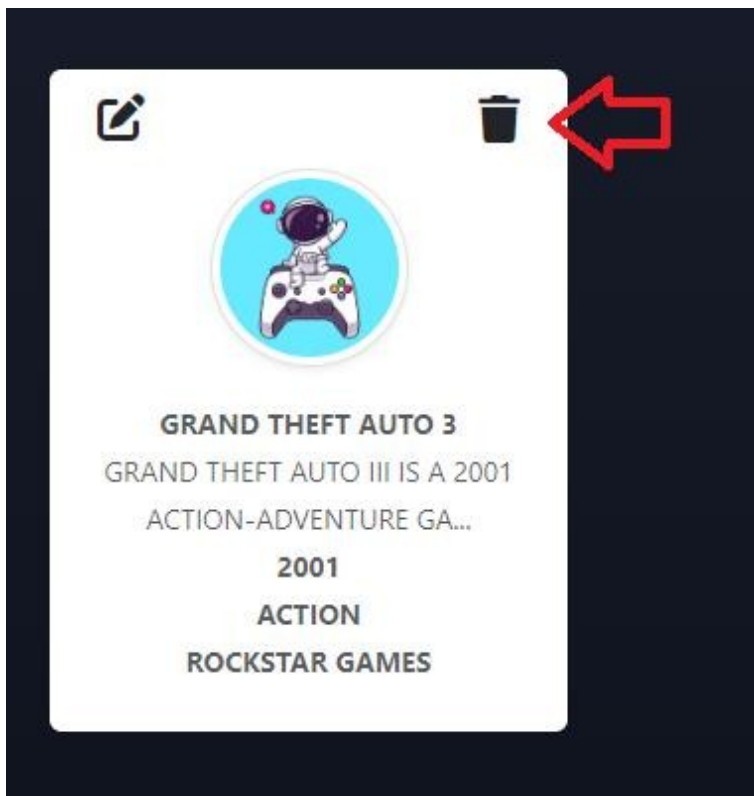 GRAND THEFT AUTO 3
GRAND THEFT AUTO III IS A 2001
ACTION-ADVENTURE GA...
2001
ACTION
ROCKSTAR GAMES